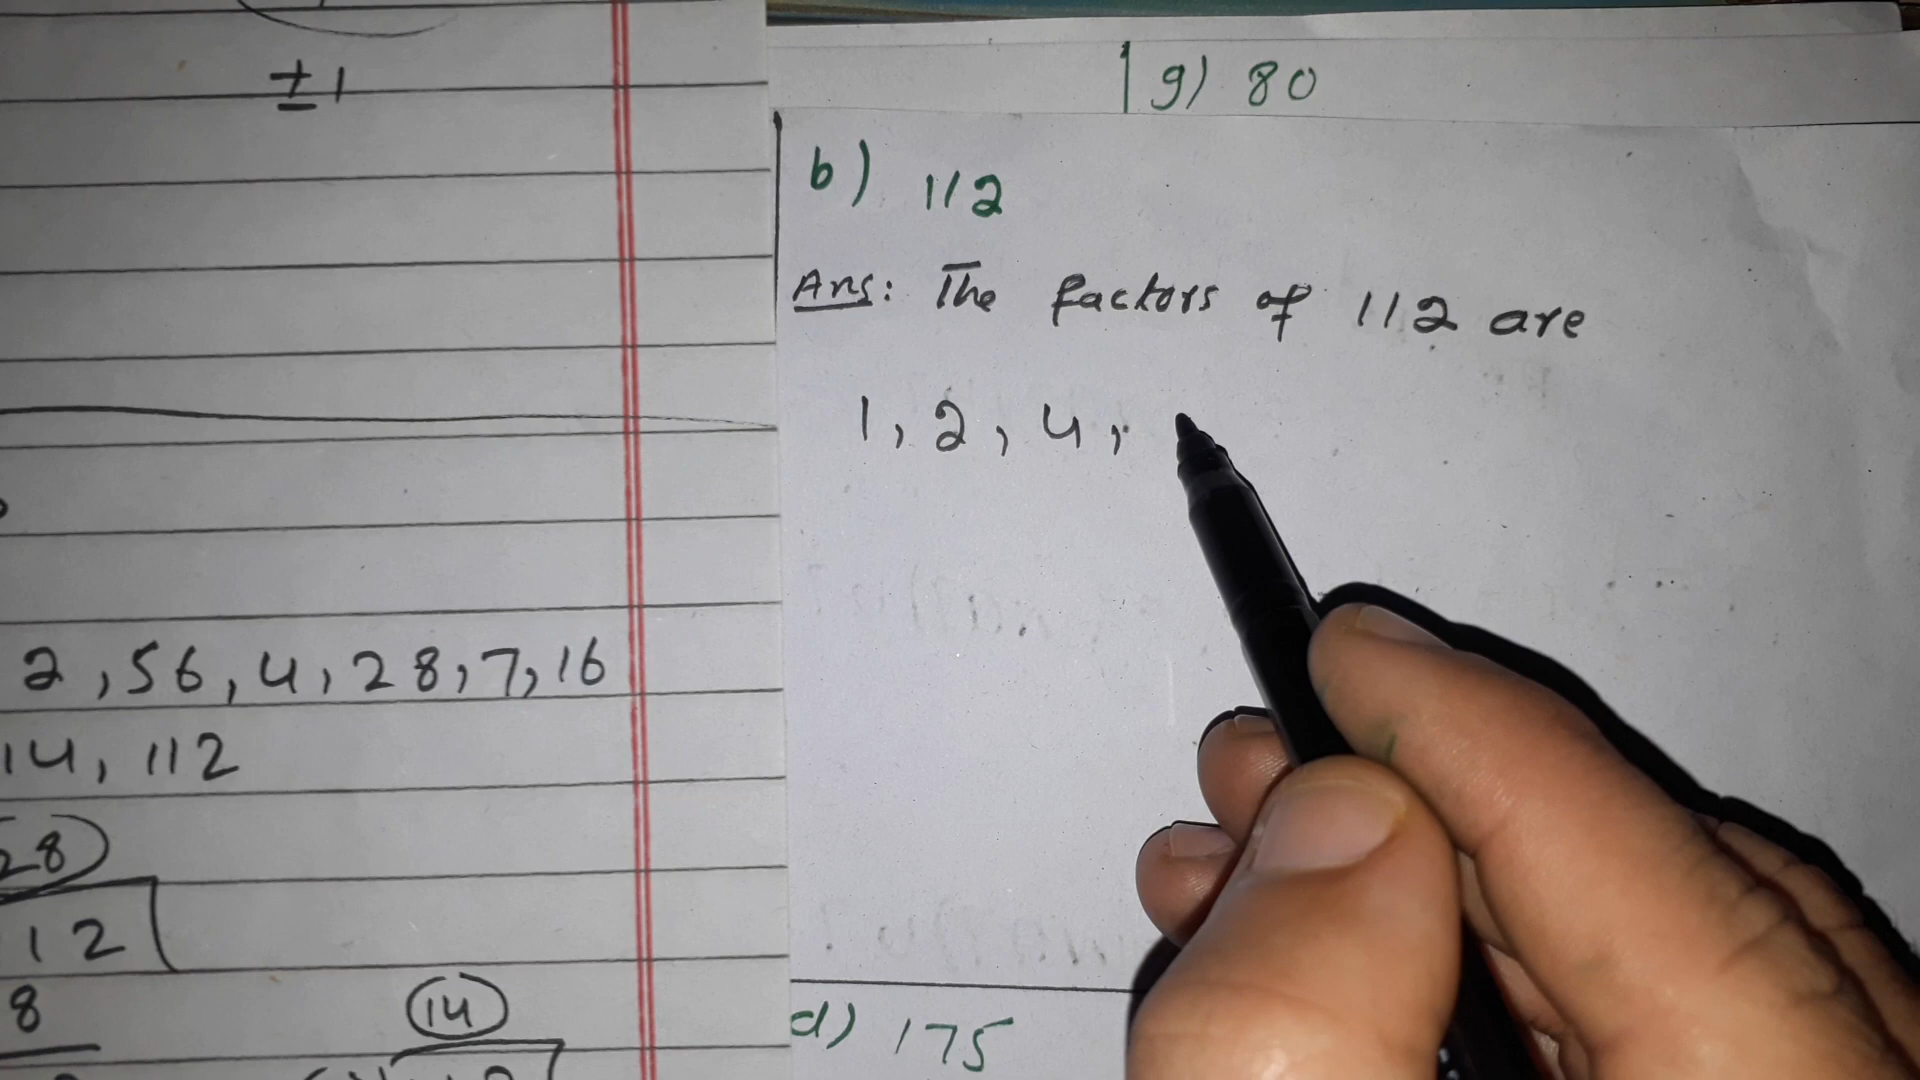 ± 1
2, 56, 4, 28, 7, 16
14, 112
28
12
8
14
g) 80
b) 112
Ans: The factors of 112 are
1, 2, 4,
d) 175